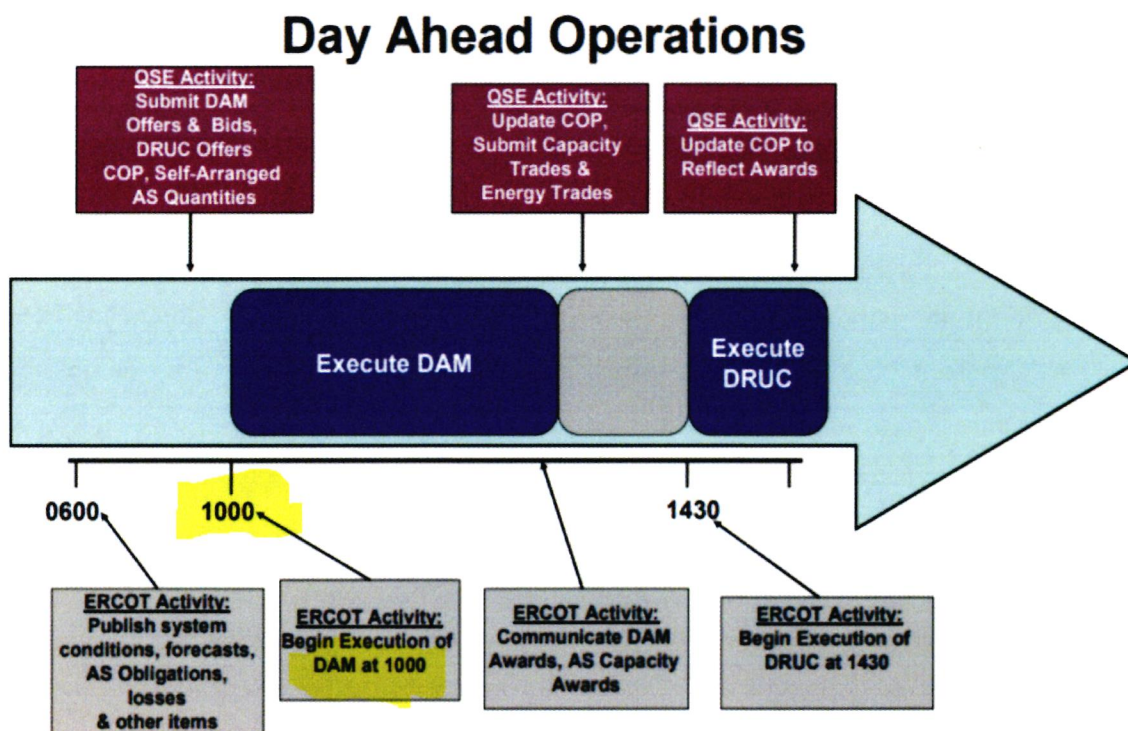 Day Ahead Operations
QSE Activity:
Submit DAM
Offers & Bids,
DRUC Offers
COP, Self-Arranged
AS Quantities
QSE Activity:
Update COP,
Submit Capacity
Trades &
Energy Trades
QSE Activity:
Update COP to
Reflect Awards
Execute DAM
Execute
DRUC
0600
1000
1430
ERCOT Activity:
Publish system
conditions, forecasts,
AS Obligations,
losses
& other items
ERCOT Activity:
Begin Execution of
DAM at 1000
ERCOT Activity:
Communicate DAM
Awards, AS Capacity
Awards
ERCOT Activity:
Begin Execution of
DRUC at 1430